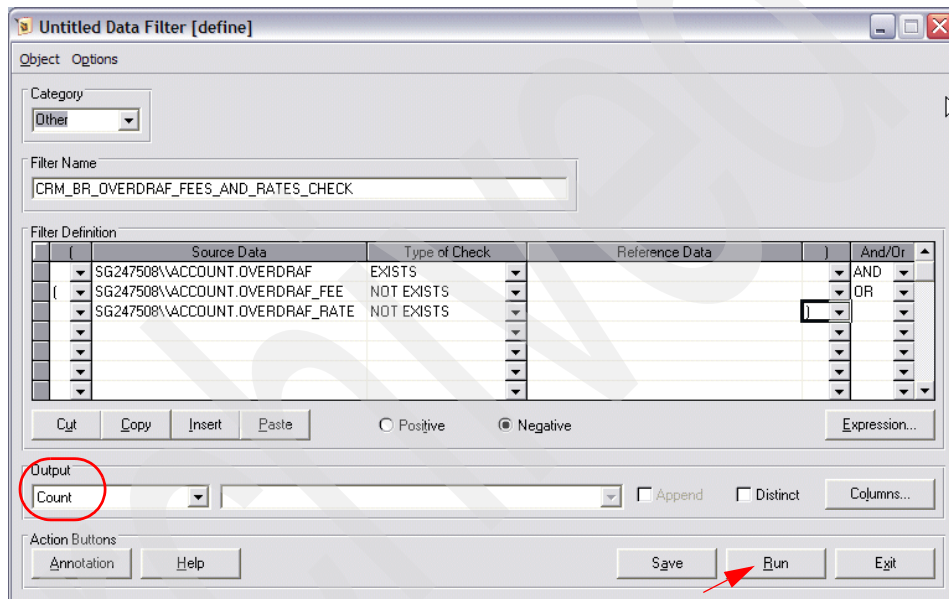 Untitled Data Filter [define]
Object Options
Category
Other
Filter Name
CRM_BR_OVERDRAF_FEES_AND_RATES_CHECK
Filter Definition
( Source Data Type of Check Reference Data ) And/Or
SG247508\\ACCOUNT.OVERDRAF EXISTS AND
( SG247508\\ACCOUNT.OVERDRAF_FEE NOT EXISTS OR
SG247508\\ACCOUNT.OVERDRAF_RATE NOT EXISTS )
Cut Copy Insert Paste Positive Negative Expression...
Output
Count Append Distinct Columns...
Action Buttons
Annotation Help Save Run Exit